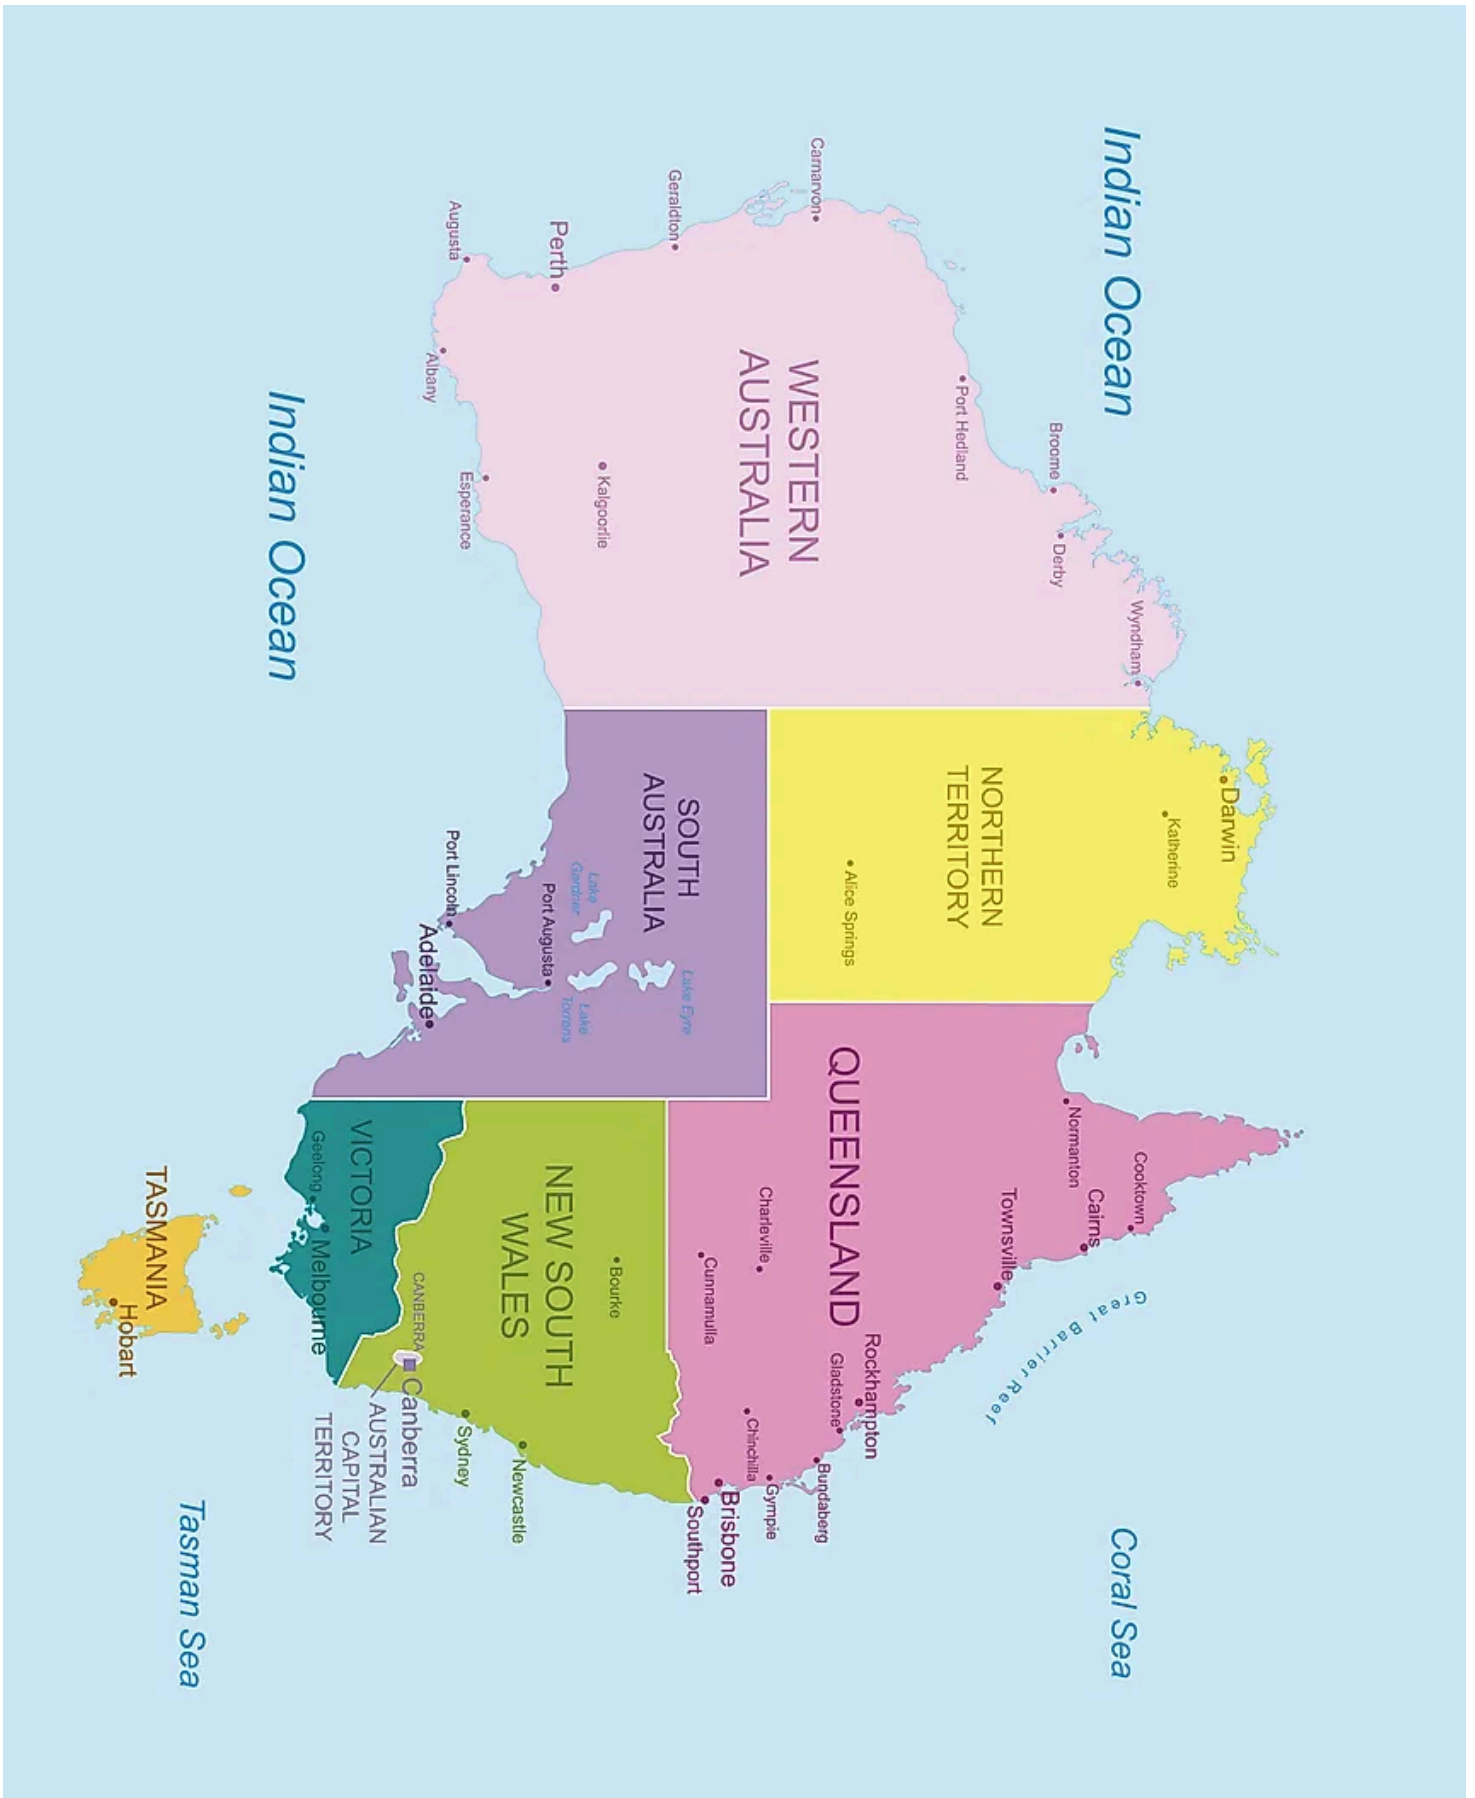 Indian Ocean
Carnarvon
Geraldton
Perth
Augusta
Albany
Esperance
Kalgoorlie
WESTERN
AUSTRALIA
Port Hedland
Broome
Derby
Wyndham
Indian Ocean
Darwin
Katherine
NORTHERN
TERRITORY
Alice Springs
SOUTH
AUSTRALIA
Lake
Gardner
Lake Eyre
Lake
Torrens
Port Augusta
Port Lincoln
Adelaide
QUEENSLAND
Normanton
Cooktown
Cairns
Townsville
Great Barrier Reef
Rockhampton
Gladstone
Bundaberg
Gympie
Chinchilla
Charleville
Cunnamulla
Brisbone
Southport
Coral Sea
NEW SOUTH
WALES
Bourke
Newcastle
Sydney
CANBERRA
Canberra
AUSTRALIAN
CAPITAL
TERRITORY
VICTORIA
Geelong
Melbourne
TASMANIA
Hobart
Tasman Sea